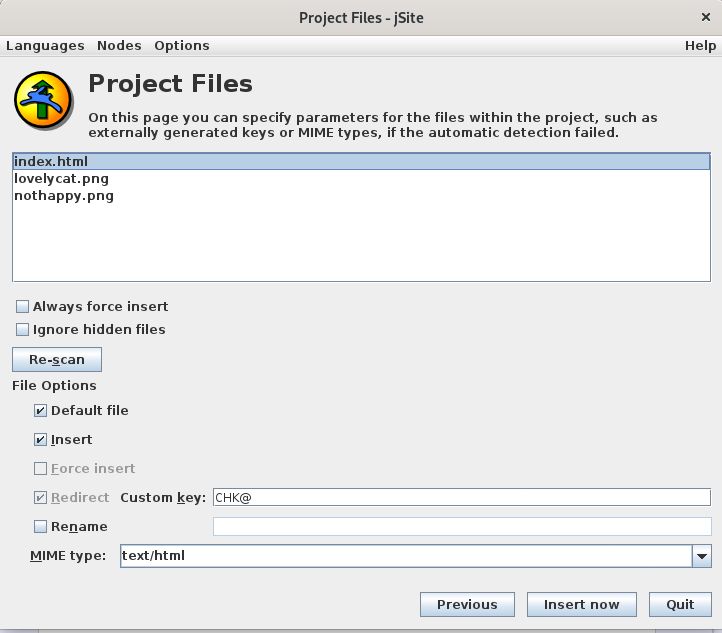 Project Files - jSite
Languages Nodes Options Help
Project Files
On this page you can specify parameters for the files within the project, such as
externally generated keys or MIME types, if the automatic detection failed.
index.html
lovelycat.png
nothappy.png
Always force insert
Ignore hidden files
Re-scan
File Options
Default file
Insert
Force insert
Redirect Custom key: CHK@
Rename
MIME type: text/html
Previous Insert now Quit